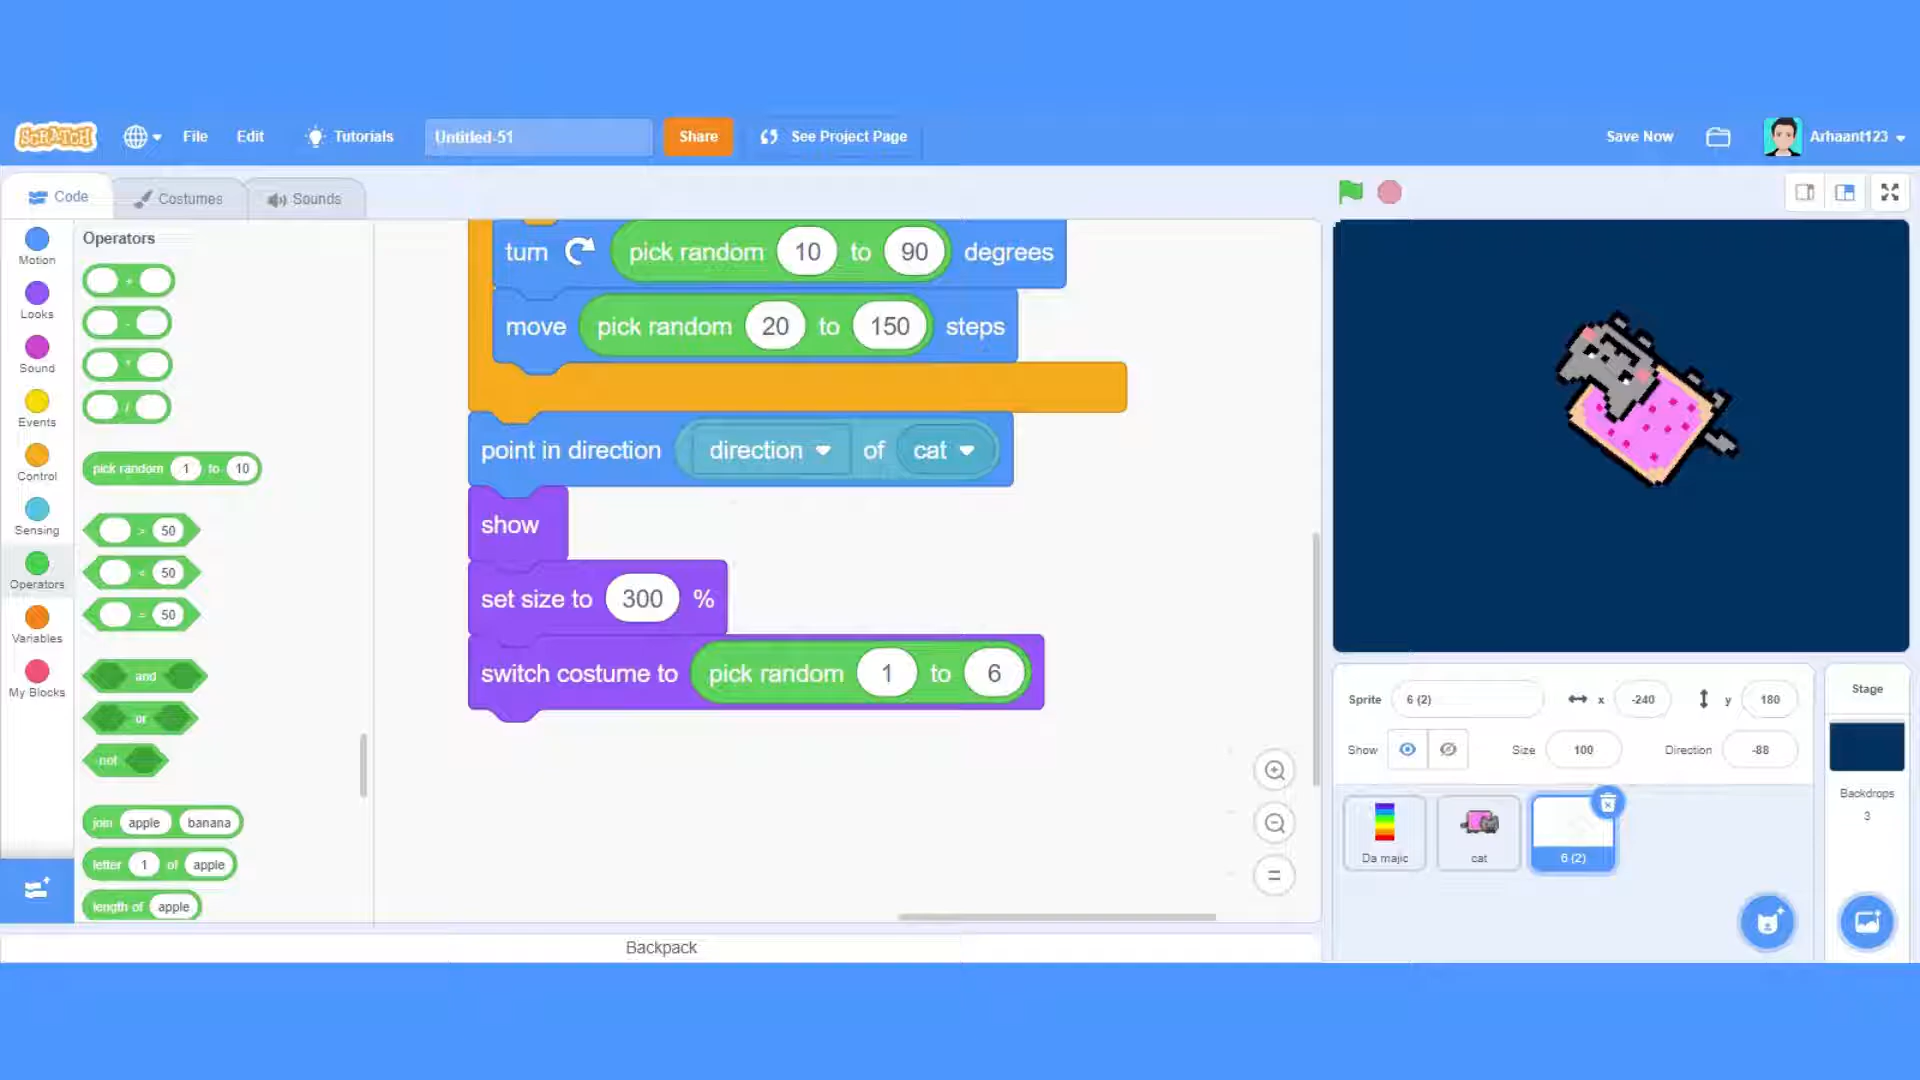 SCRATCH File Edit Tutorials Untitled-51 Share See Project Page Save Now Arhaant123
Code Costumes Sounds
Motion
Looks
Sound
Events
Control
Sensing
Operators
Variables
My Blocks
Operators
+
-
*
/
pick random 1 to 10
> 50
< 50
= 50
and
or
not
join apple banana
letter 1 of apple
length of apple
turn pick random 10 to 90 degrees
move pick random 20 to 150 steps
point in direction direction of cat
show
set size to 300 %
switch costume to pick random 1 to 6
Backpack
Sprite 6 (2) x -240 y 180
Show Size 100 Direction -88
Da majic cat 6 (2)
Stage
Backdrops
3